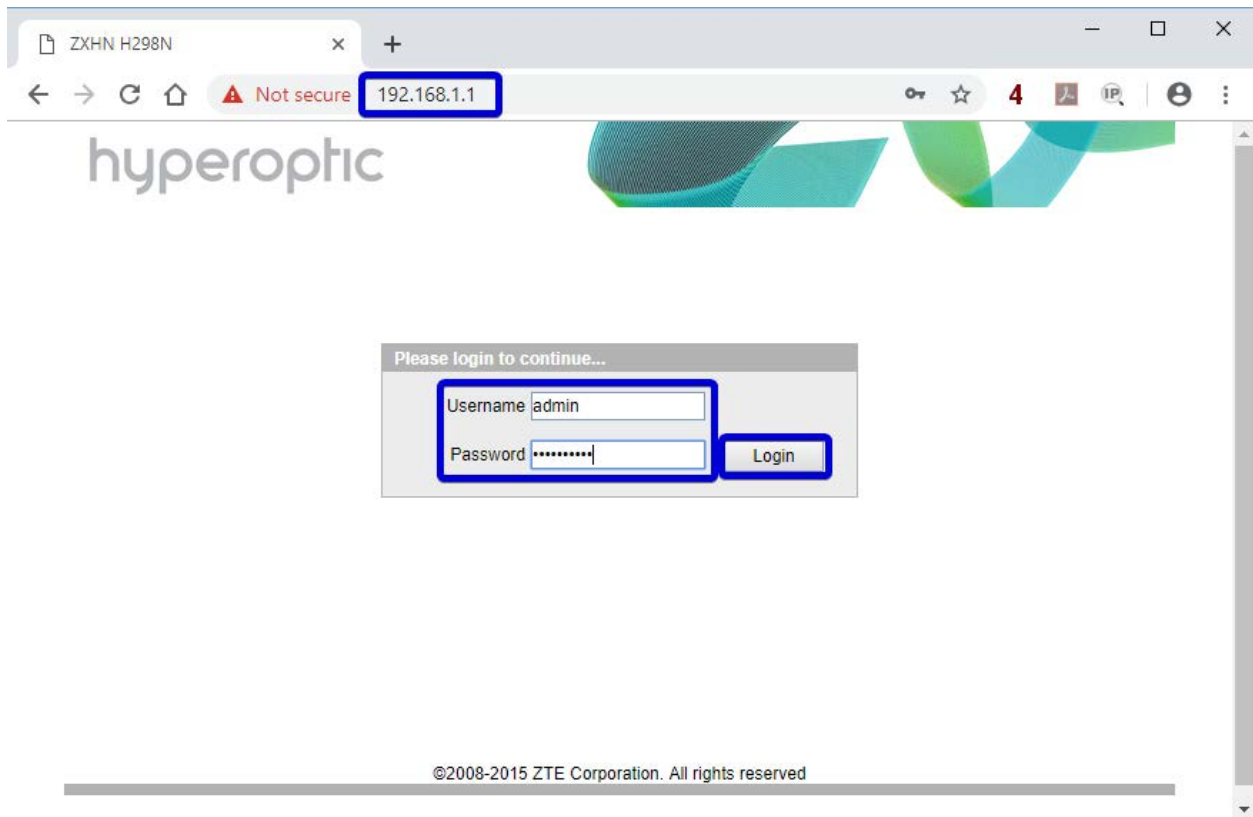 ZXHN H298N
Not secure 192.168.1.1
4
IP
hyperoptic
Please login to continue...
Username admin
Password ••••••••••
Login
©2008-2015 ZTE Corporation. All rights reserved